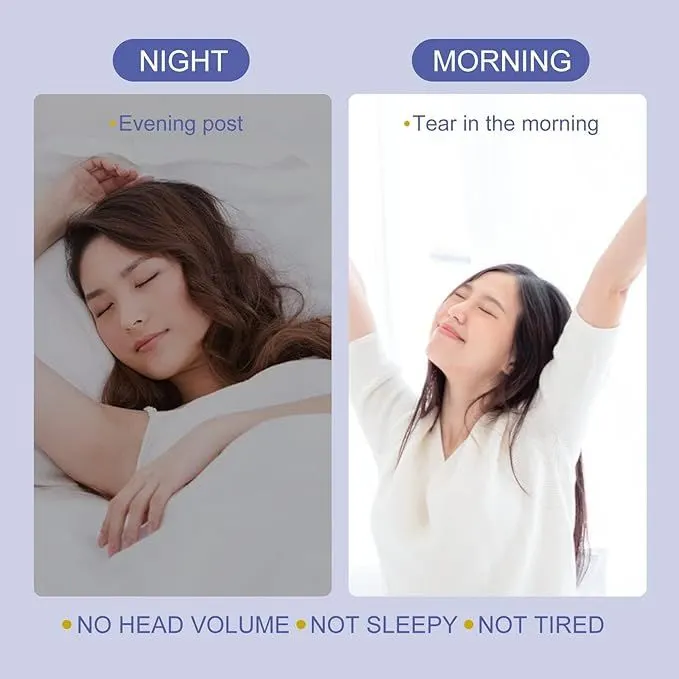 NIGHT
MORNING
•Evening post
•Tear in the morning
•NO HEAD VOLUME •NOT SLEEPY •NOT TIRED